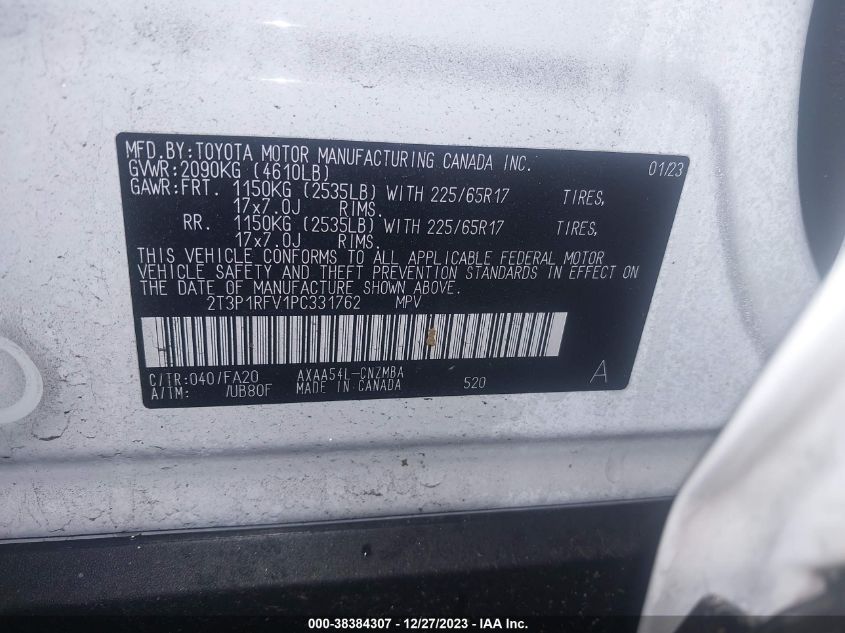 MFD.BY:TOYOTA MOTOR MANUFACTURING CANADA INC. 01/23
GVWR:2090KG (4610LB)
GAWR:FRT. 1150KG (2535LB) WITH 225/65R17 TIRES,
17x7.0J RIMS.
RR. 1150KG (2535LB) WITH 225/65R17 TIRES,
17x7.0J RIMS.
THIS VEHICLE CONFORMS TO ALL APPLICABLE FEDERAL MOTOR
VEHICLE SAFETY AND THEFT PREVENTION STANDARDS IN EFFECT ON
THE DATE OF MANUFACTURE SHOWN ABOVE.
2T3P1RFV1PC331762 MPV
C/TR:040/FA20 AXAA54L-CNZMBA
A/TM: /UB80F MADE IN CANADA 520 A
000-38384307 - 12/27/2023 - IAA Inc.